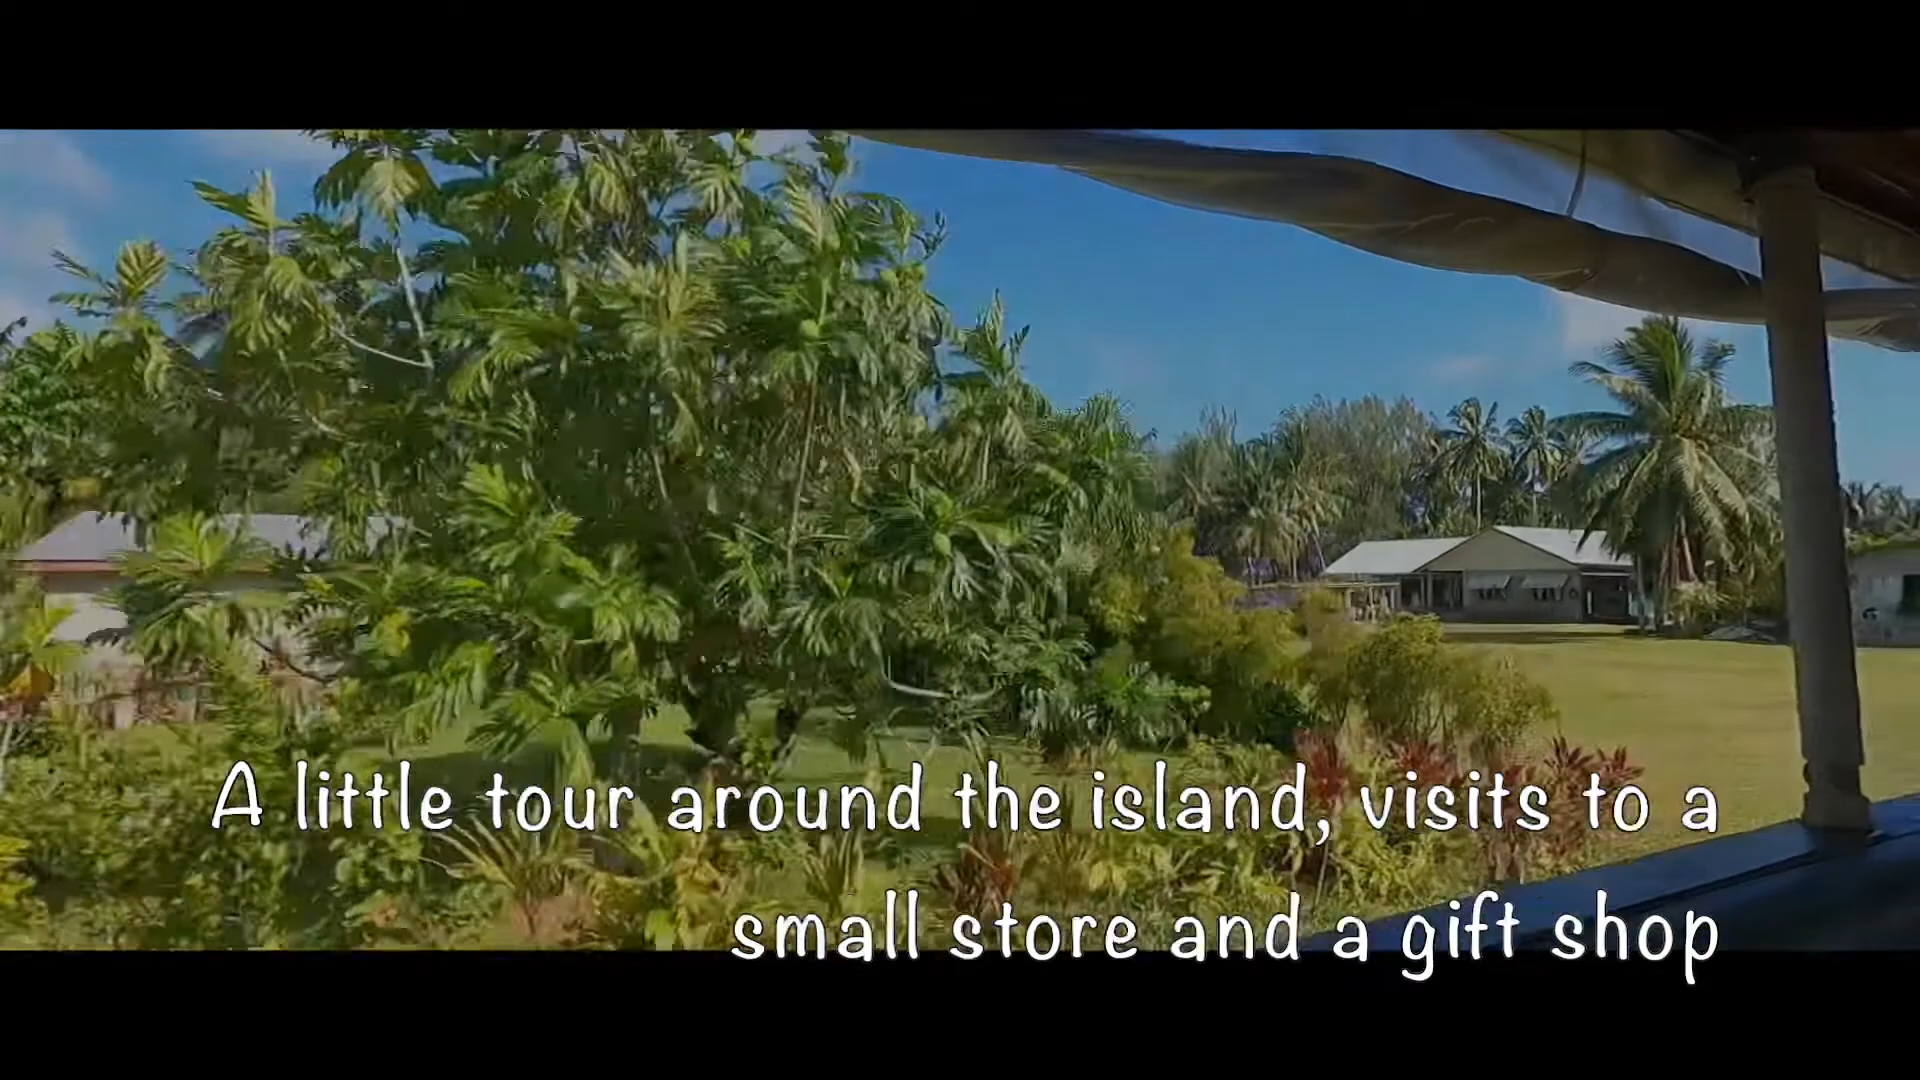 A little tour around the island, visits to a
small store and a gift shop